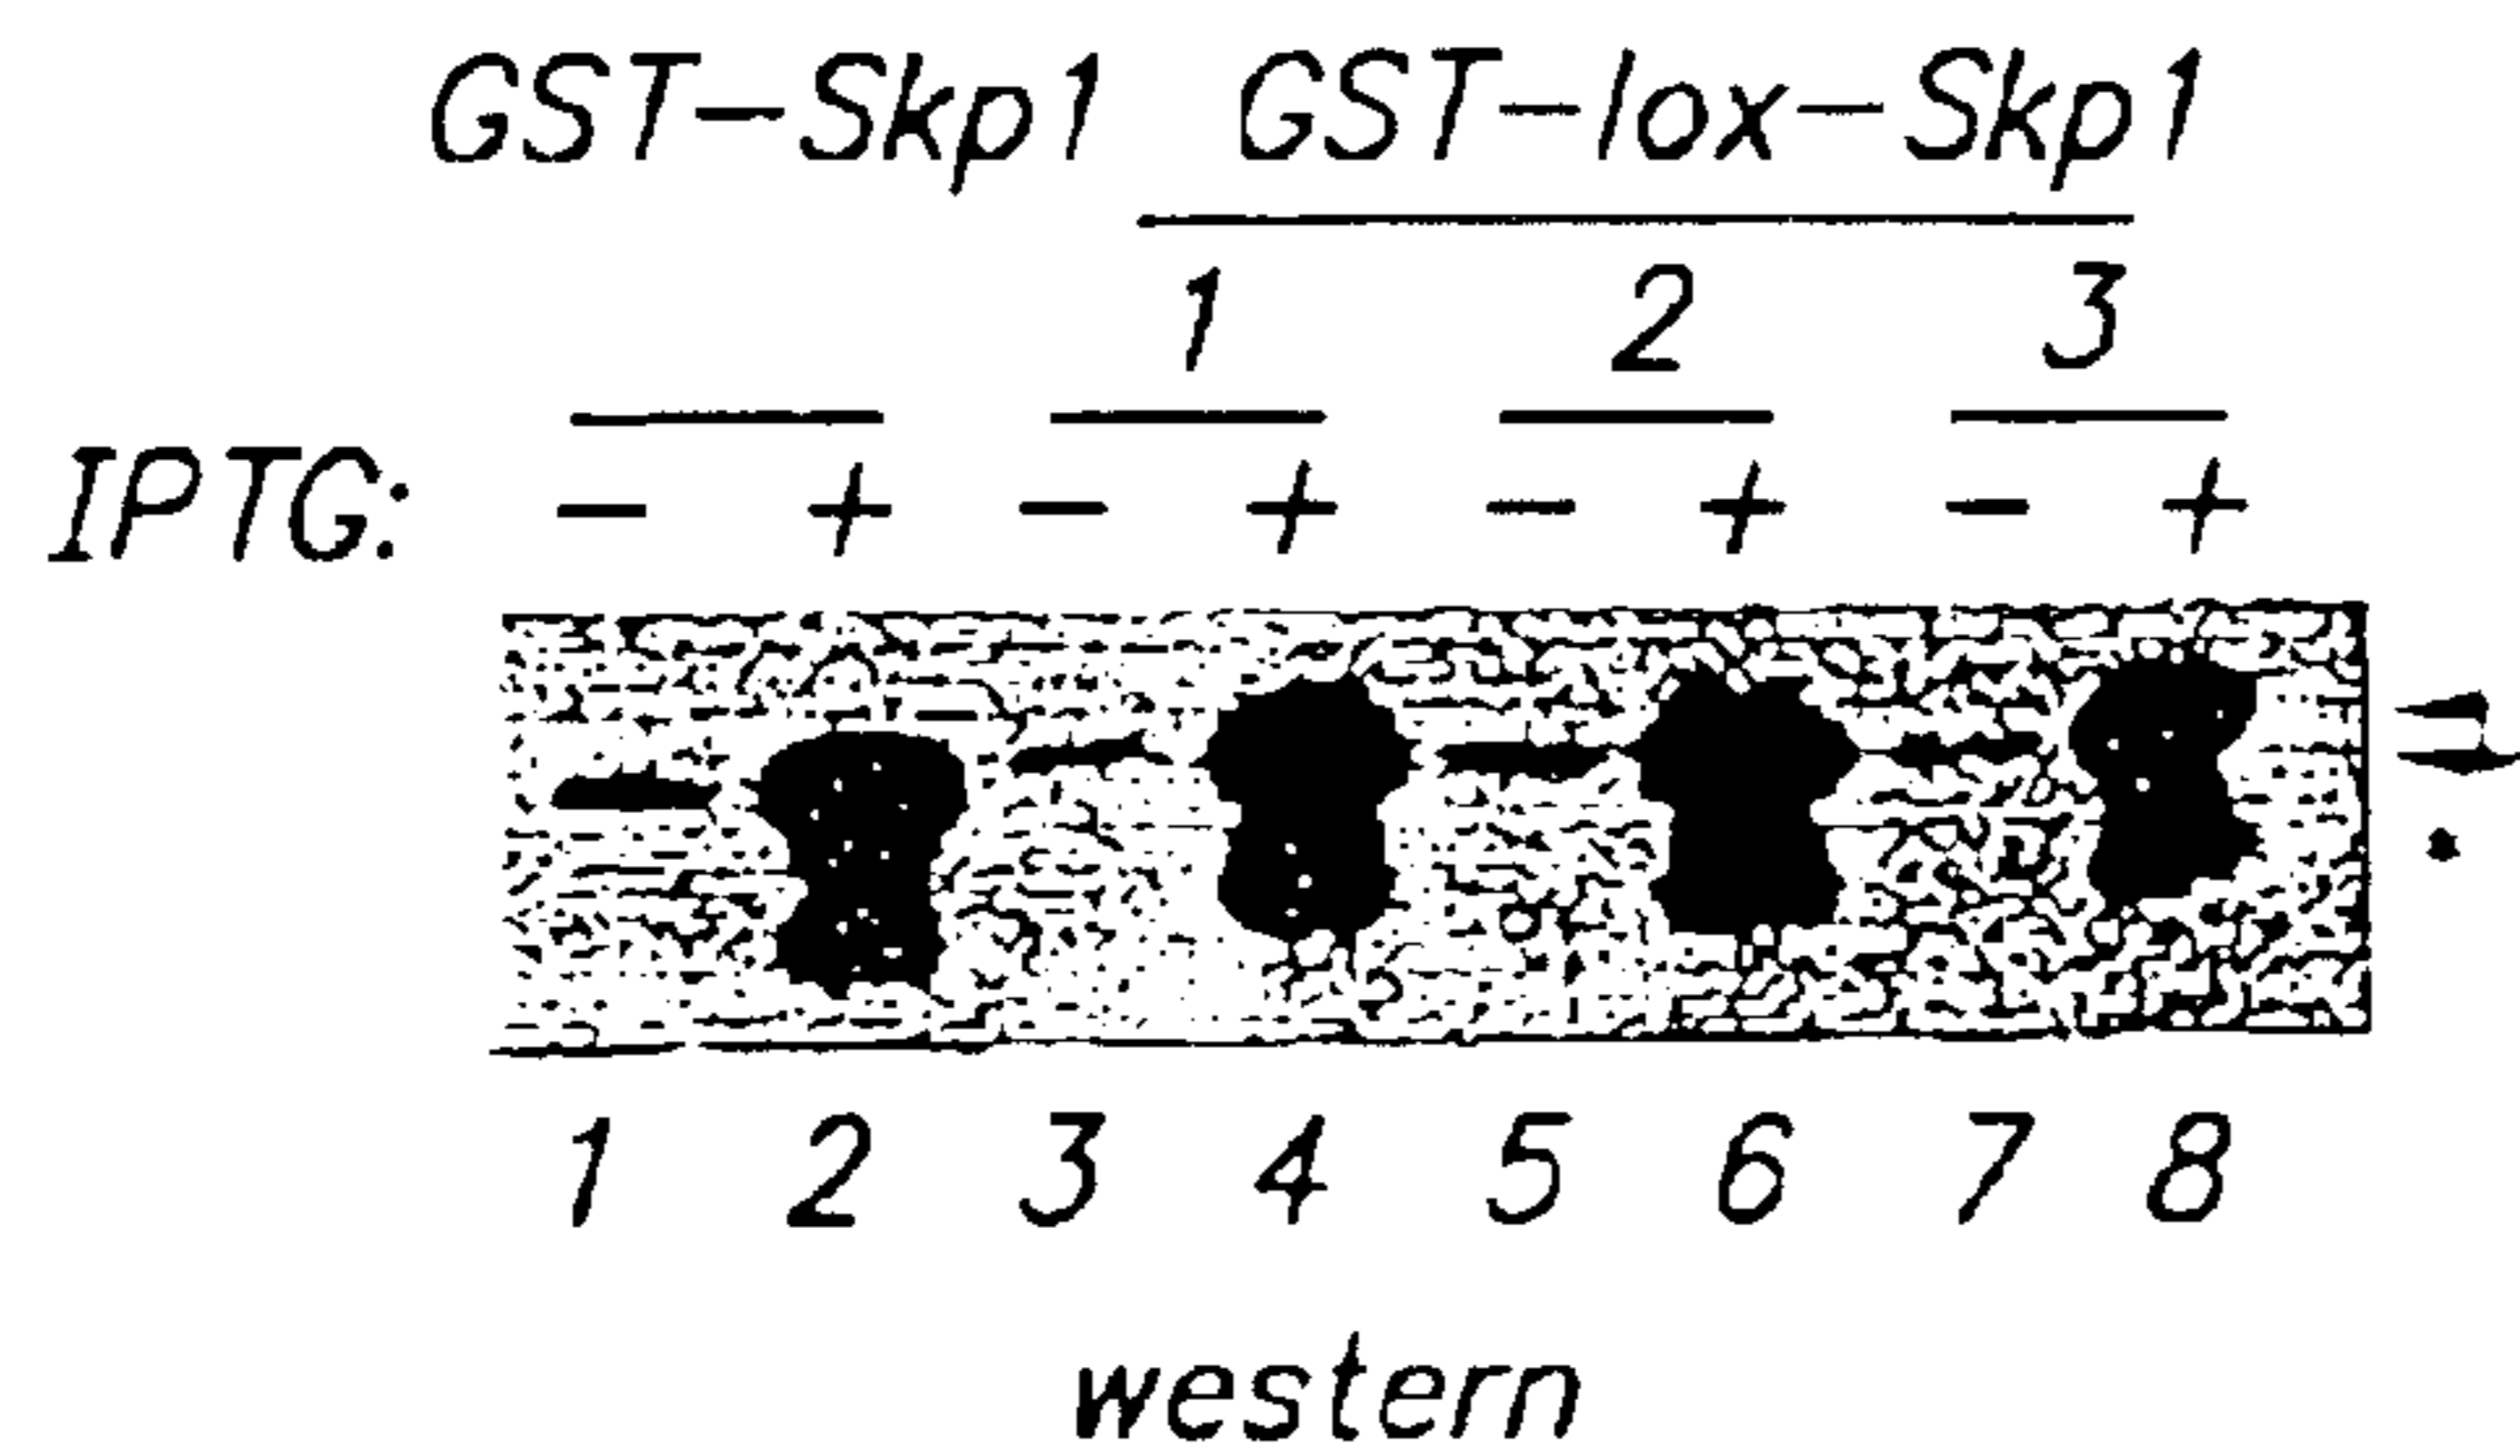 GST-Skp1 GST-lox-Skp1
1 2 3
IPTG: - + - + - + - +
1 2 3 4 5 6 7 8
western